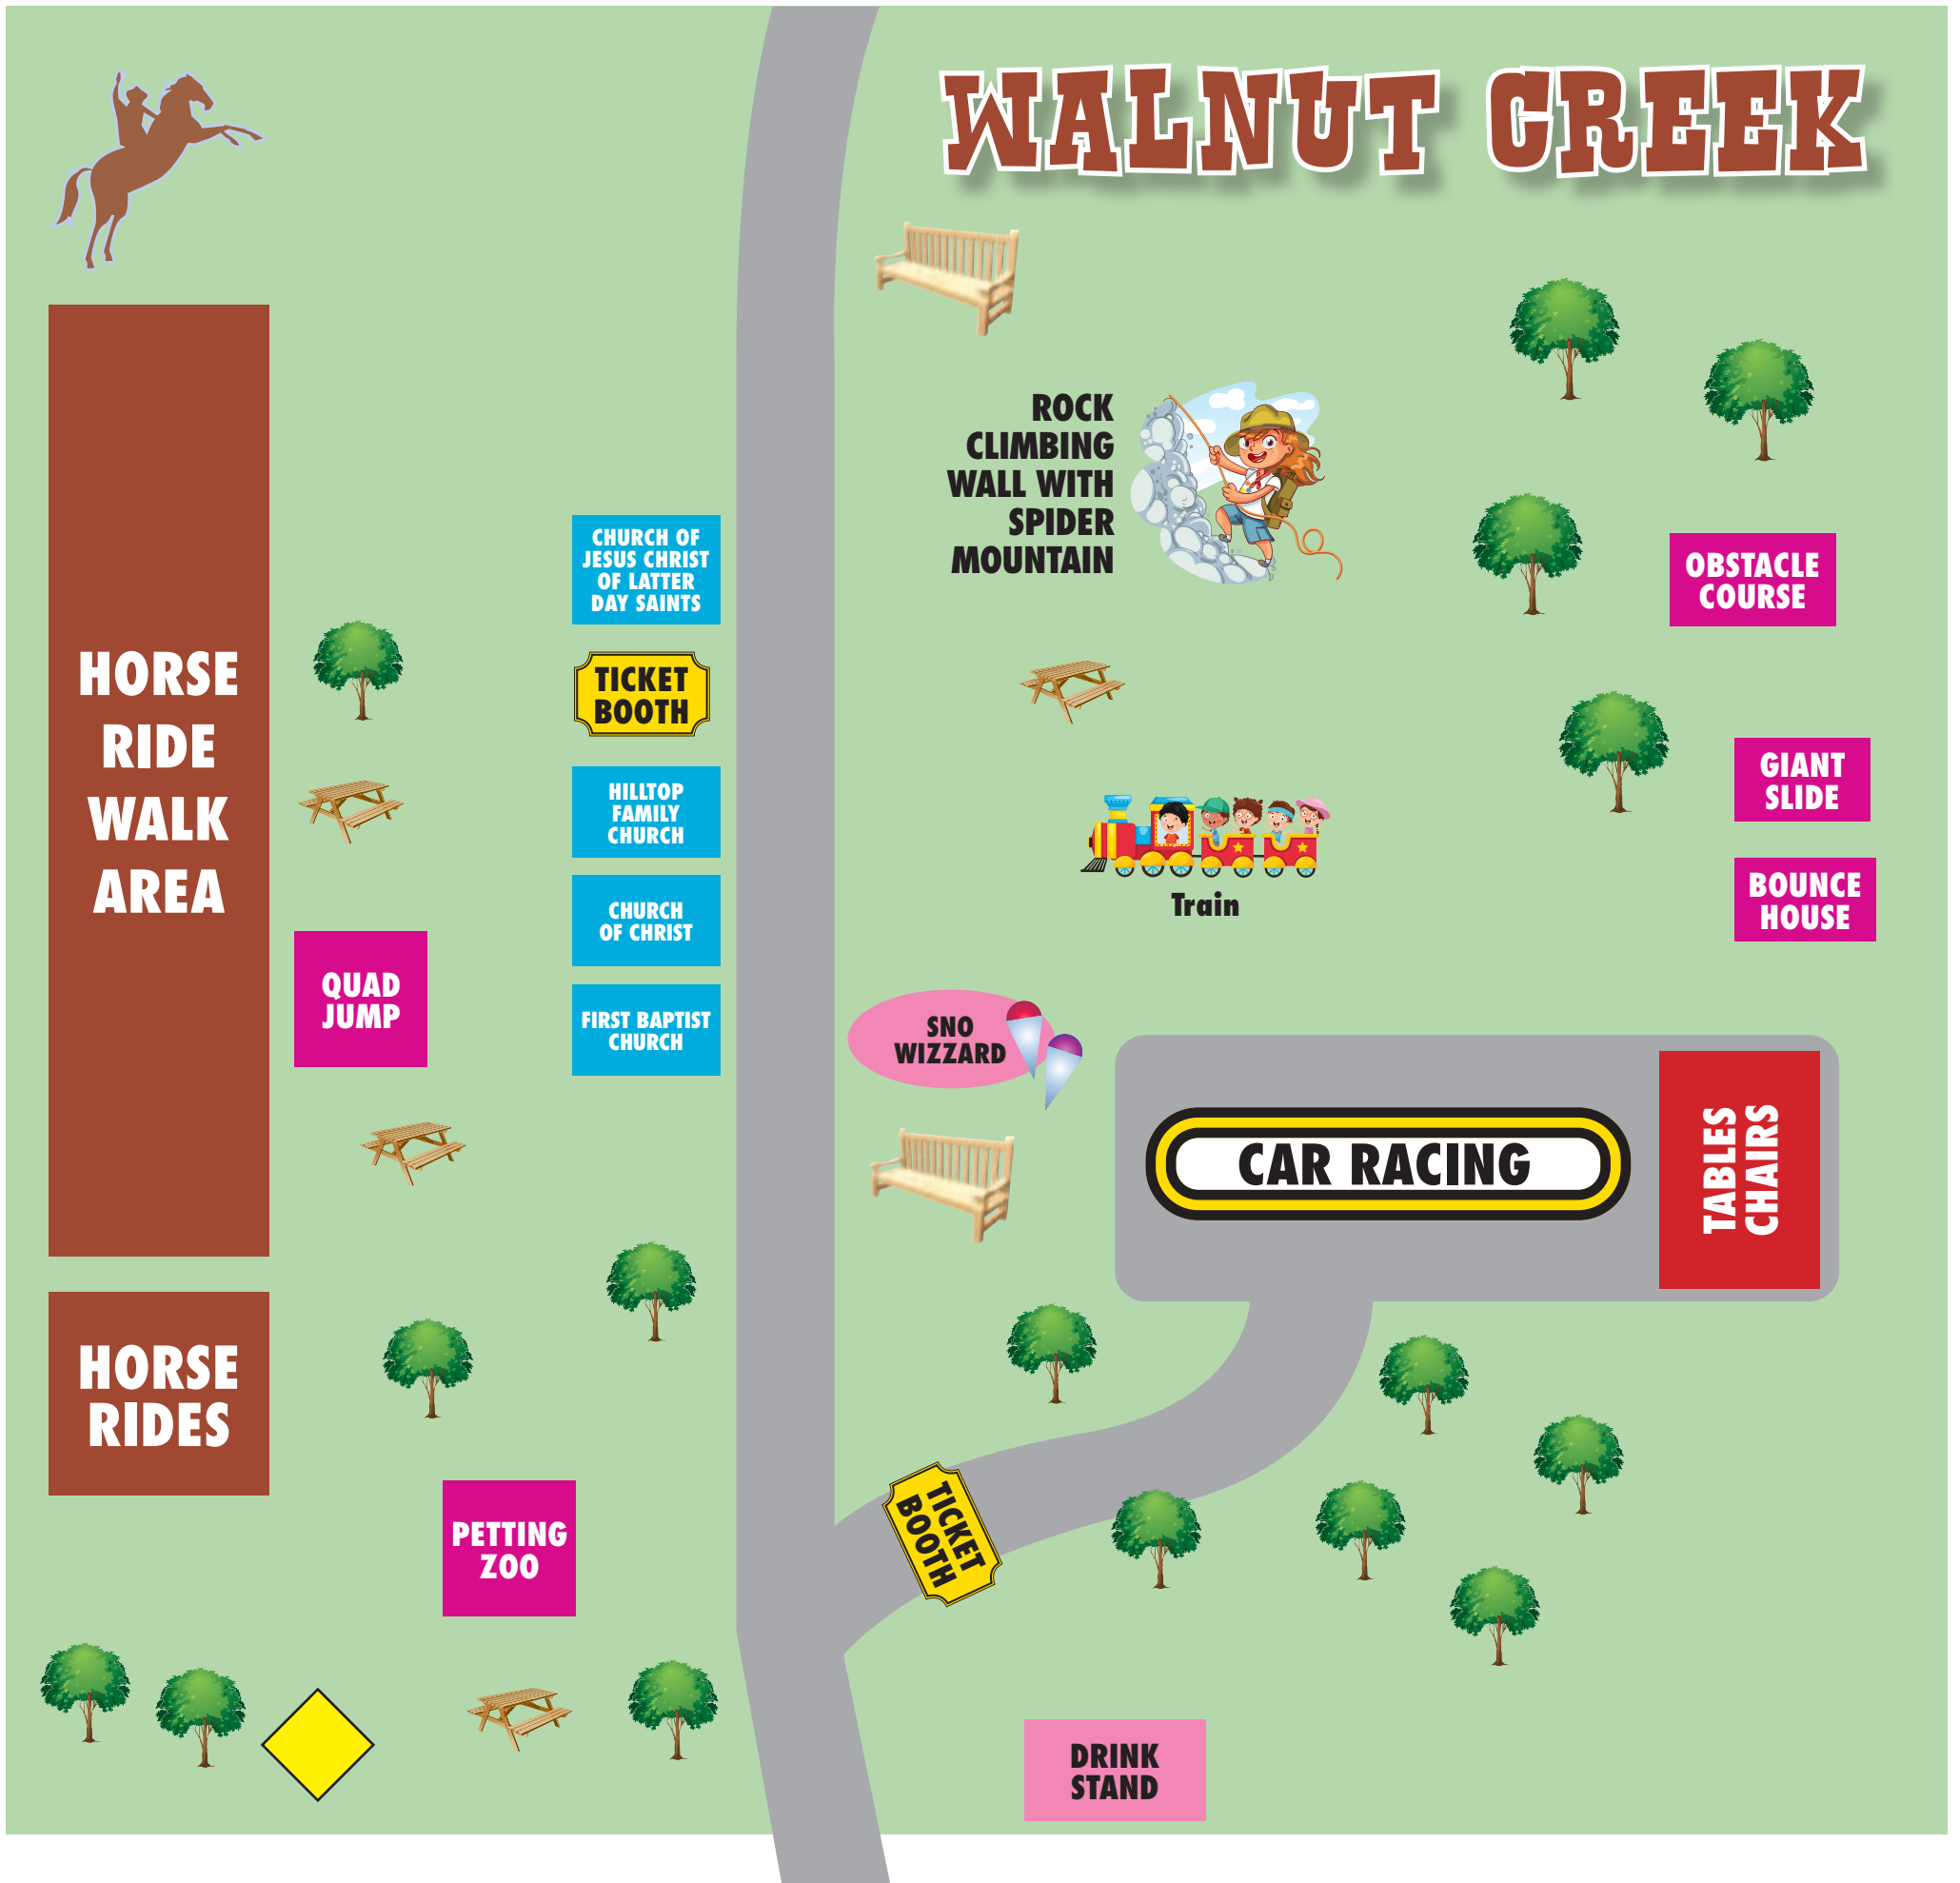 WALNUT CREEK
ROCK
CLIMBING
WALL WITH
SPIDER
MOUNTAIN
CHURCH OF
JESUS CHRIST
OF LATTER
DAY SAINTS
OBSTACLE
COURSE
HORSE
RIDE
WALK
AREA
TICKET
BOOTH
HILLTOP
FAMILY
CHURCH
GIANT
SLIDE
CHURCH
OF CHRIST
Train
BOUNCE
HOUSE
QUAD
JUMP
FIRST BAPTIST
CHURCH
SNO
WIZZARD
CAR RACING
TABLES
CHAIRS
HORSE
RIDES
PETTING
ZOO
TICKET
BOOTH
DRINK
STAND